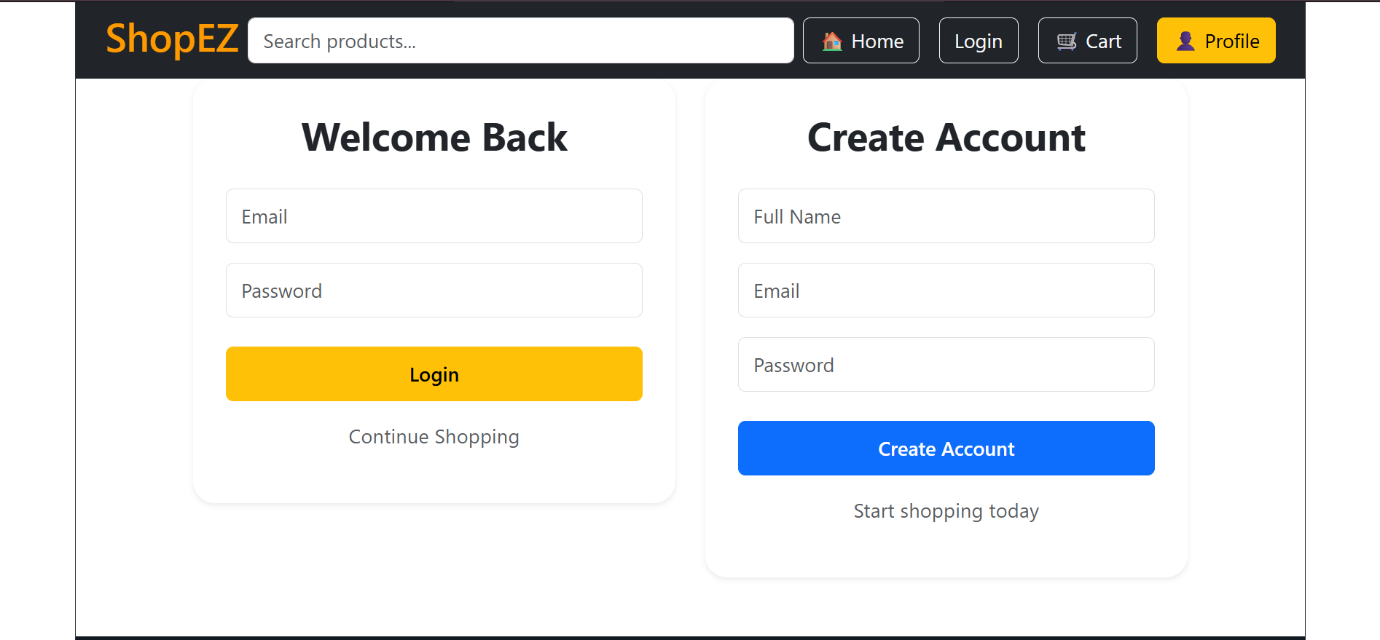 ShopEZ Search products... Home Login Cart Profile
Welcome Back
Email
Password
Login
Continue Shopping
Create Account
Full Name
Email
Password
Create Account
Start shopping today